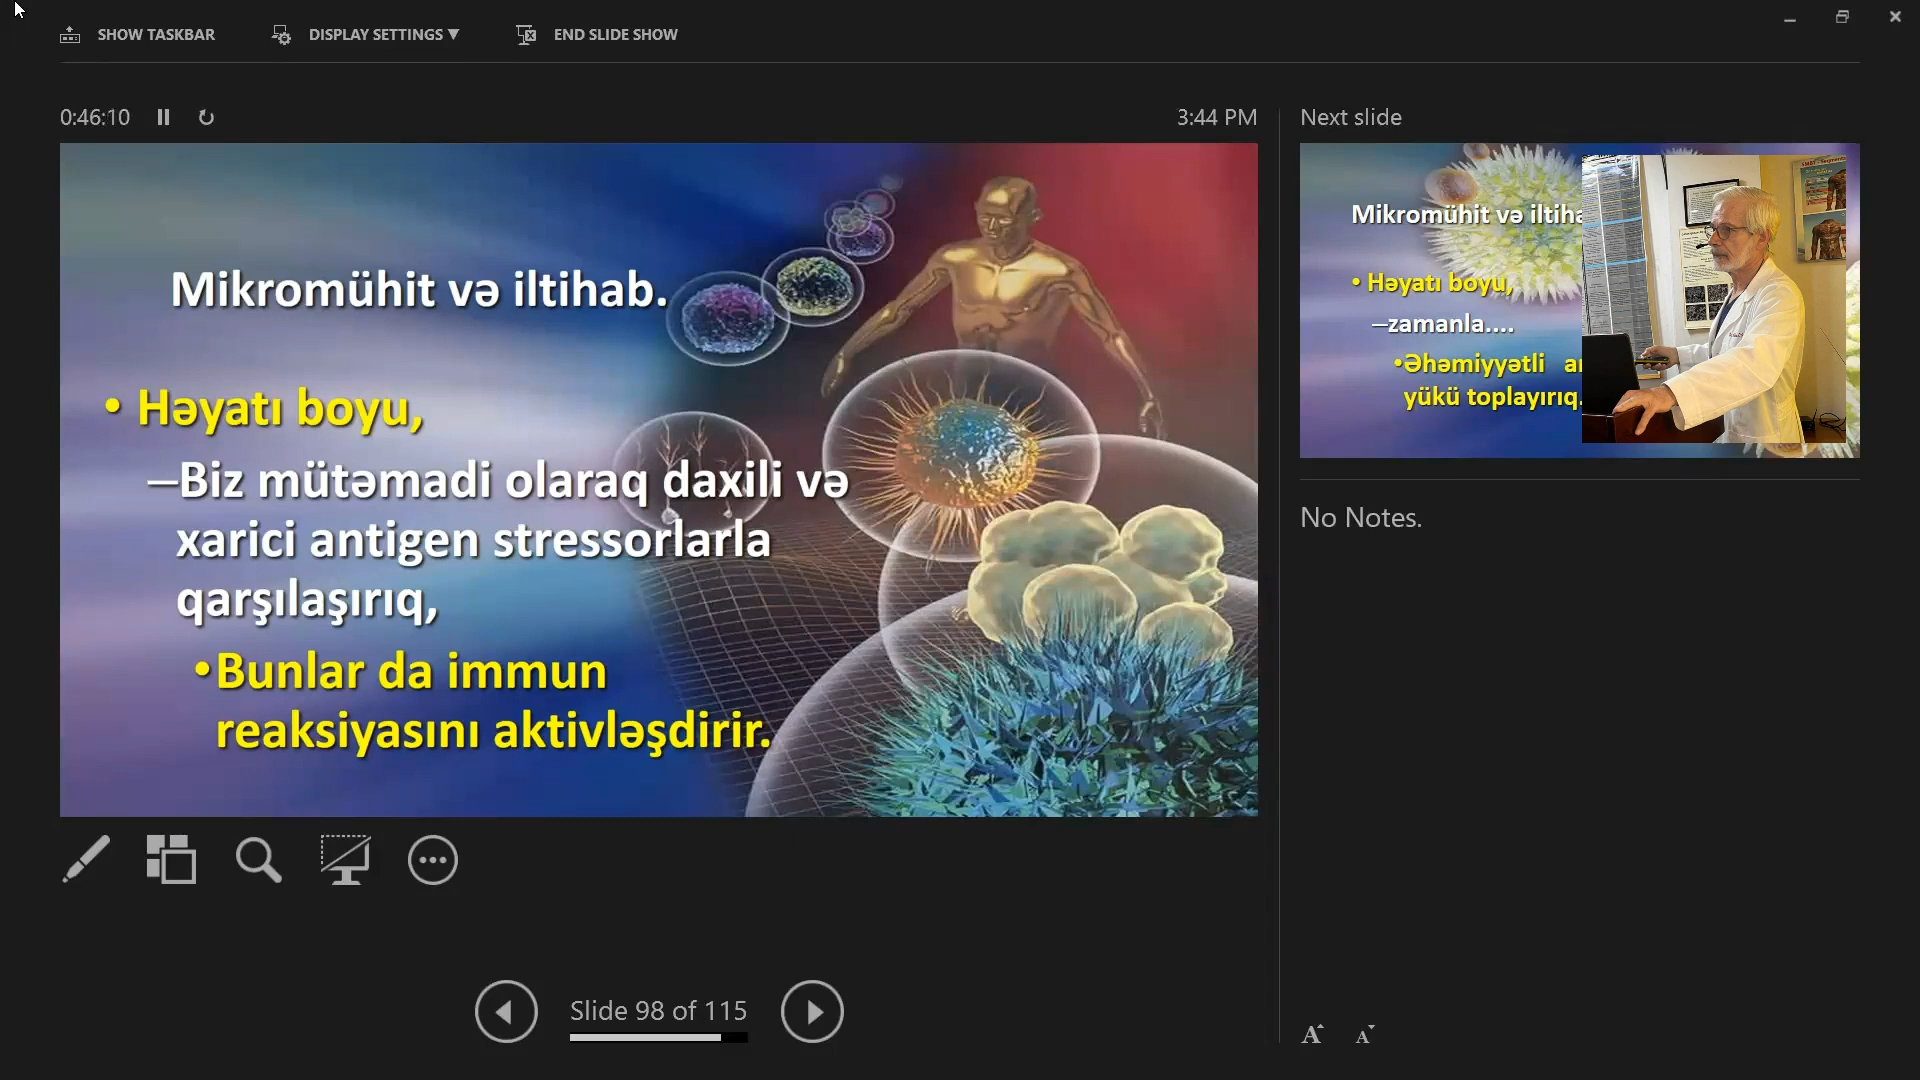 SHOW TASKBAR
DISPLAY SETTINGS ▼
END SLIDE SHOW
0:46:10
3:44 PM
Mikromühit və iltihab.
• Həyatı boyu,
–Biz mütəmadi olaraq daxili və
xarici antigen stressorlarla
qarşılaşırıq,
•Bunlar da immun
reaksiyasını aktivləşdirir.
Slide 98 of 115
Next slide
Mikromühit və
• Həyatı boyu,
–zamanla....
•Əhəmiyyətli
yükü toplayırıq.
No Notes.
A A